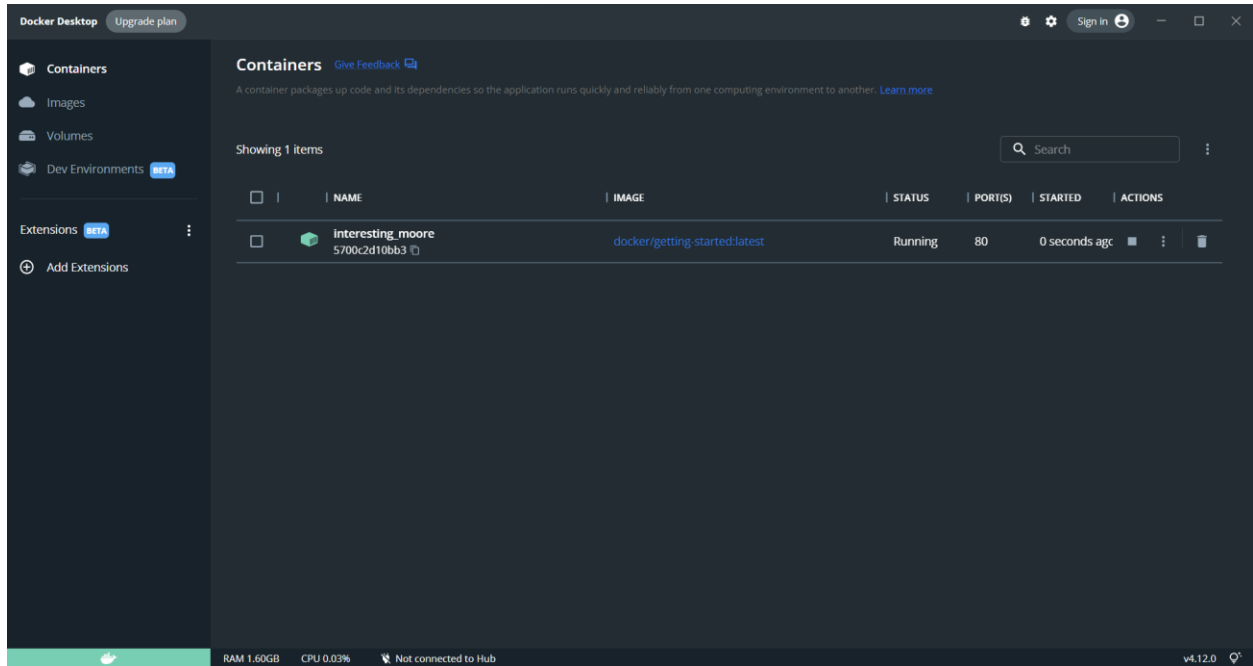 Docker Desktop Upgrade plan Sign in
Containers
Images
Volumes
Dev Environments BETA
Extensions BETA
Add Extensions
Containers Give Feedback
A container packages up code and its dependencies so the application runs quickly and reliably from one computing environment to another. Learn more
Showing 1 items Search
NAME IMAGE STATUS PORT(S) STARTED ACTIONS
interesting_moore
5700c2d10bb3 docker/getting-started:latest Running 80 0 seconds agc
RAM 1.60GB CPU 0.03% Not connected to Hub v4.12.0